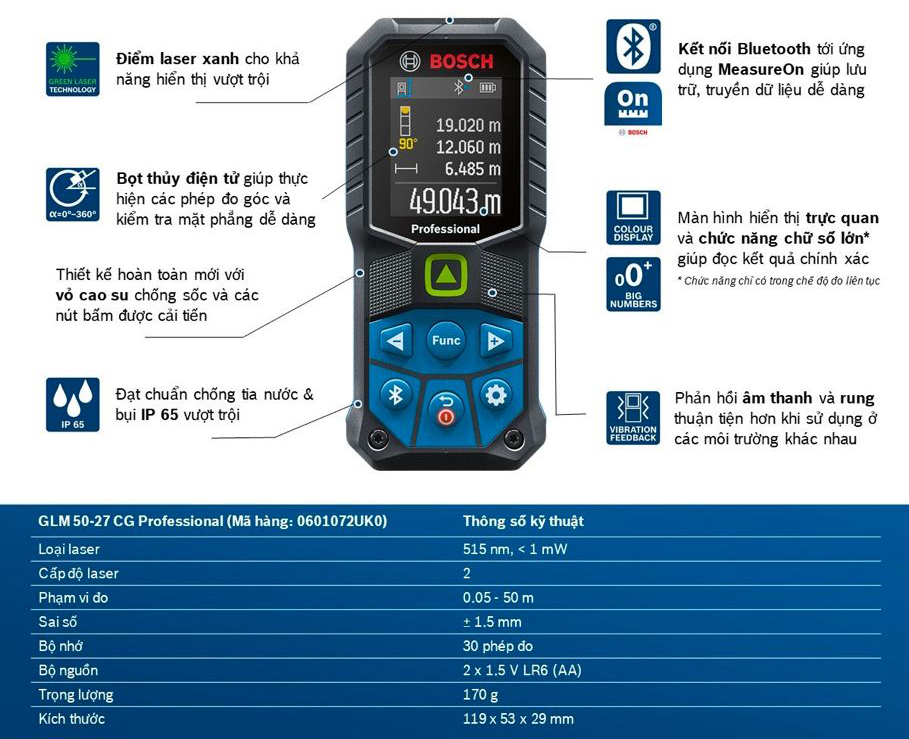 GREEN LASER
TECHNOLOGY
Điểm laser xanh cho khả
năng hiển thị vượt trội
α=0°–360°
Bọt thủy điện tử giúp thực
hiện các phép đo góc và
kiểm tra mặt phẳng dễ dàng
Thiết kế hoàn toàn mới với
vỏ cao su chống sốc và các
nút bấm được cải tiến
IP 65
Đạt chuẩn chống tia nước &
bụi IP 65 vượt trội
BOSCH
90°
19.020 m
12.060 m
6.485 m
49.043 m
Professional
Func
Kết nối Bluetooth tới ứng
dụng MeasureOn giúp lưu
trữ, truyền dữ liệu dễ dàng
On
BOSCH
COLOUR
DISPLAY
Màn hình hiển thị trực quan
và chức năng chữ số lớn*
giúp đọc kết quả chính xác
* Chức năng chỉ có trong chế độ đo liên tục
00+
BIG
NUMBERS
VIBRATION
FEEDBACK
Phản hồi âm thanh và rung
thuận tiện hơn khi sử dụng ở
các môi trường khác nhau
GLM 50-27 CG Professional (Mã hàng: 0601072UK0) Thông số kỹ thuật
Loại laser 515 nm, < 1 mW
Cấp độ laser 2
Phạm vi đo 0.05 - 50 m
Sai số ± 1.5 mm
Bộ nhớ 30 phép đo
Bộ nguồn 2 x 1.5 V LR6 (AA)
Trọng lượng 170 g
Kích thước 119 x 53 x 29 mm